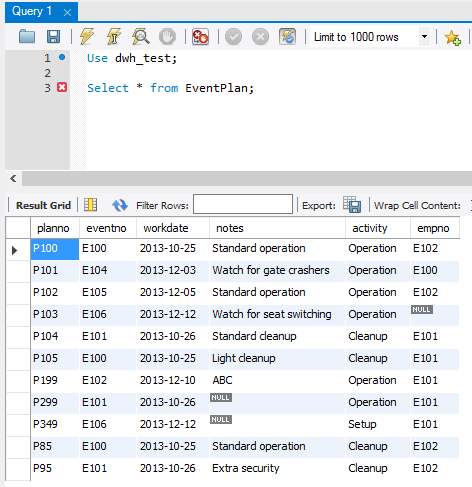 Query 1
Limit to 1000 rows
1 Use dwh_test;
2
3 Select * from EventPlan;
Result Grid Filter Rows: Export: Wrap Cell Content:
planno eventno workdate notes activity empno
P100 E100 2013-10-25 Standard operation Operation E102
P101 E104 2013-12-03 Watch for gate crashers Operation E100
P102 E105 2013-12-05 Standard operation Operation E102
P103 E106 2013-12-12 Watch for seat switching Operation NULL
P104 E101 2013-10-26 Standard cleanup Cleanup E101
P105 E100 2013-10-25 Light cleanup Cleanup E101
P199 E102 2013-12-10 ABC Operation E101
P299 E101 2013-10-26 NULL Operation E101
P349 E106 2013-12-12 NULL Setup E101
P85 E100 2013-10-25 Standard operation Cleanup E102
P95 E101 2013-10-26 Extra security Cleanup E102